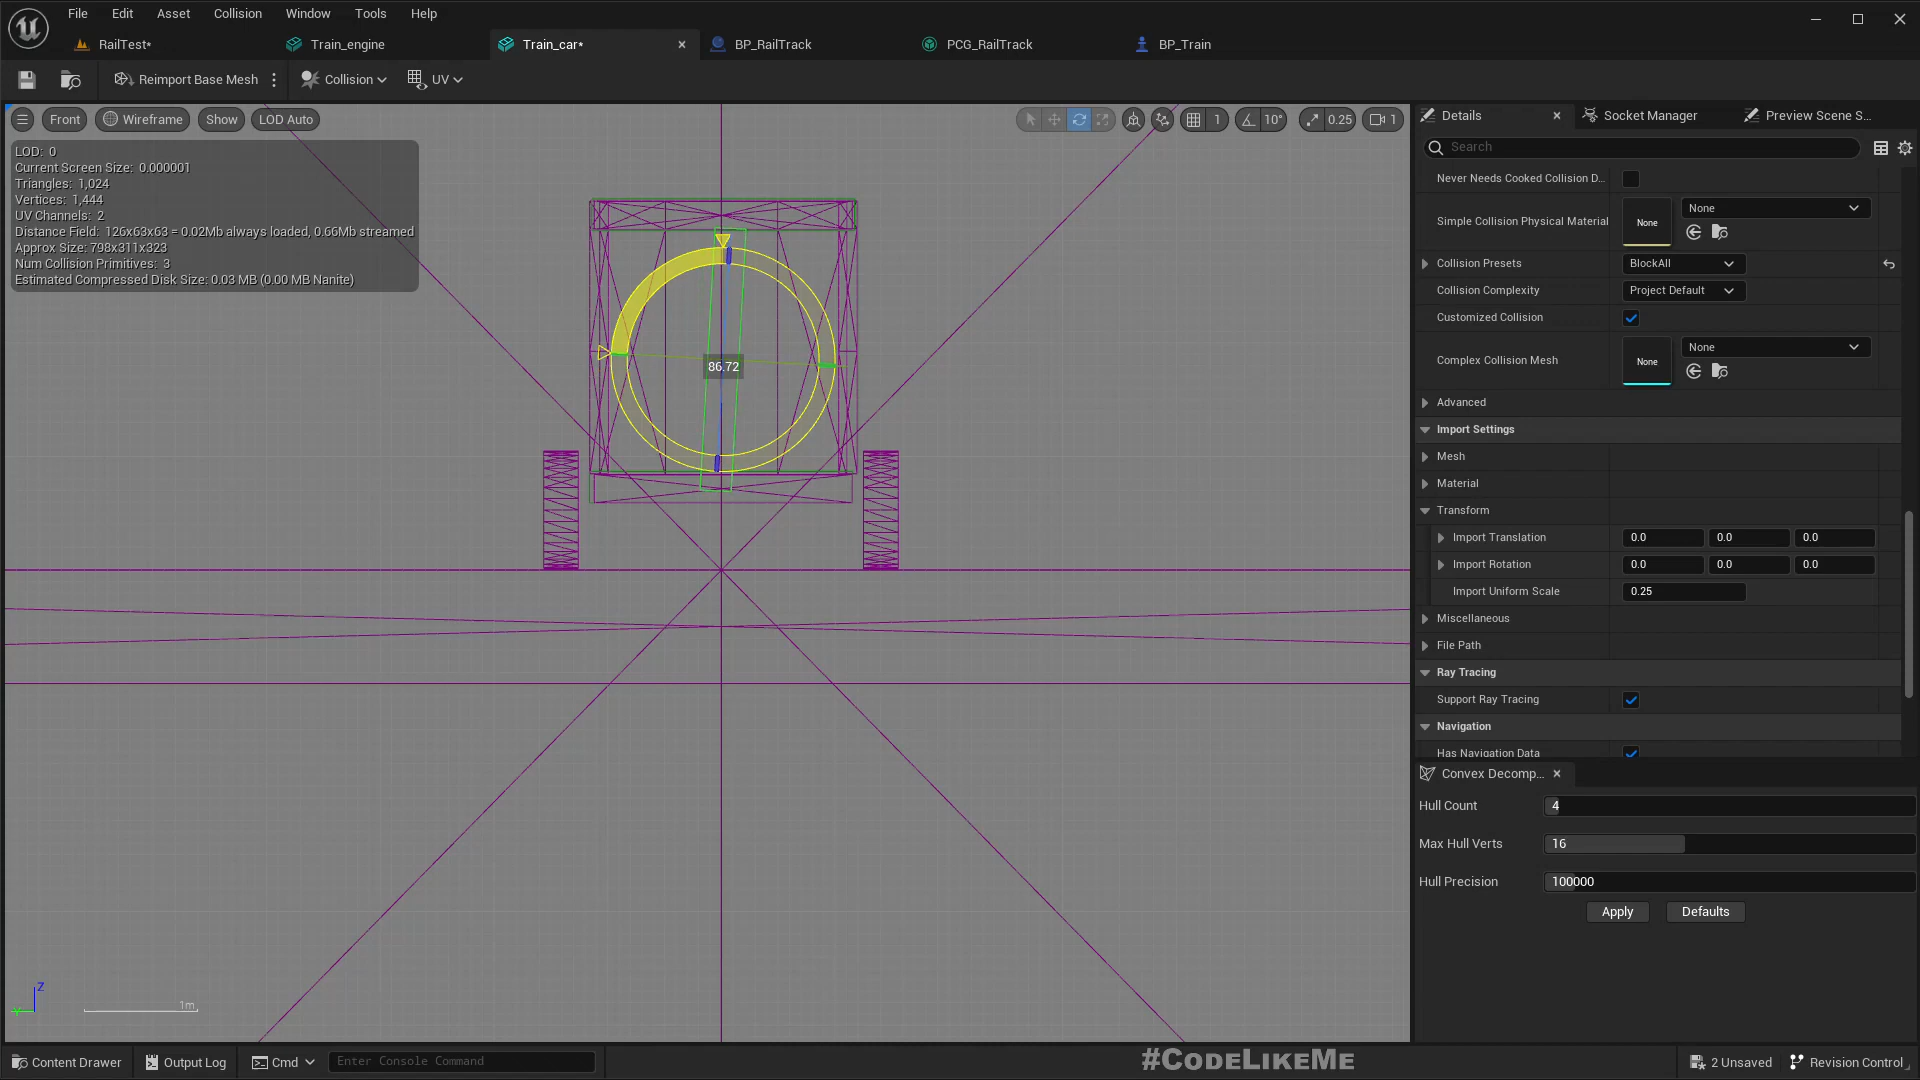 File Edit Asset Collision Window Tools Help
RailTest* Train_engine Train_car* BP_RailTrack PCG_RailTrack BP_Train
Reimport Base Mesh Collision UV
Front Wireframe Show LOD Auto 1 10° 0.25 1
Details Socket Manager Preview Scene S...
Search
LOD: 0
Current Screen Size: 0.000001
Triangles: 1,024
Vertices: 1,444
UV Channels: 2
Distance Field: 126x63x63 = 0.02Mb always loaded, 0.66Mb streamed
Approx Size: 798x311x323
Num Collision Primitives: 3
Estimated Compressed Disk Size: 0.03 MB (0.00 MB Nanite)
86.72
Z
Y
1m
Never Needs Cooked Collision D...
Simple Collision Physical Material None None
Collision Presets BlockAll
Collision Complexity Project Default
Customized Collision
Complex Collision Mesh None None
Advanced
Import Settings
Mesh
Material
Transform
Import Translation 0.0 0.0 0.0
Import Rotation 0.0 0.0 0.0
Import Uniform Scale 0.25
Miscellaneous
File Path
Ray Tracing
Support Ray Tracing
Navigation
Has Navigation Data
Convex Decomp...
Hull Count 4
Max Hull Verts 16
Hull Precision 100000
Apply Defaults
Content Drawer Output Log Cmd Enter Console Command
#CodeLikeMe
2 Unsaved Revision Control